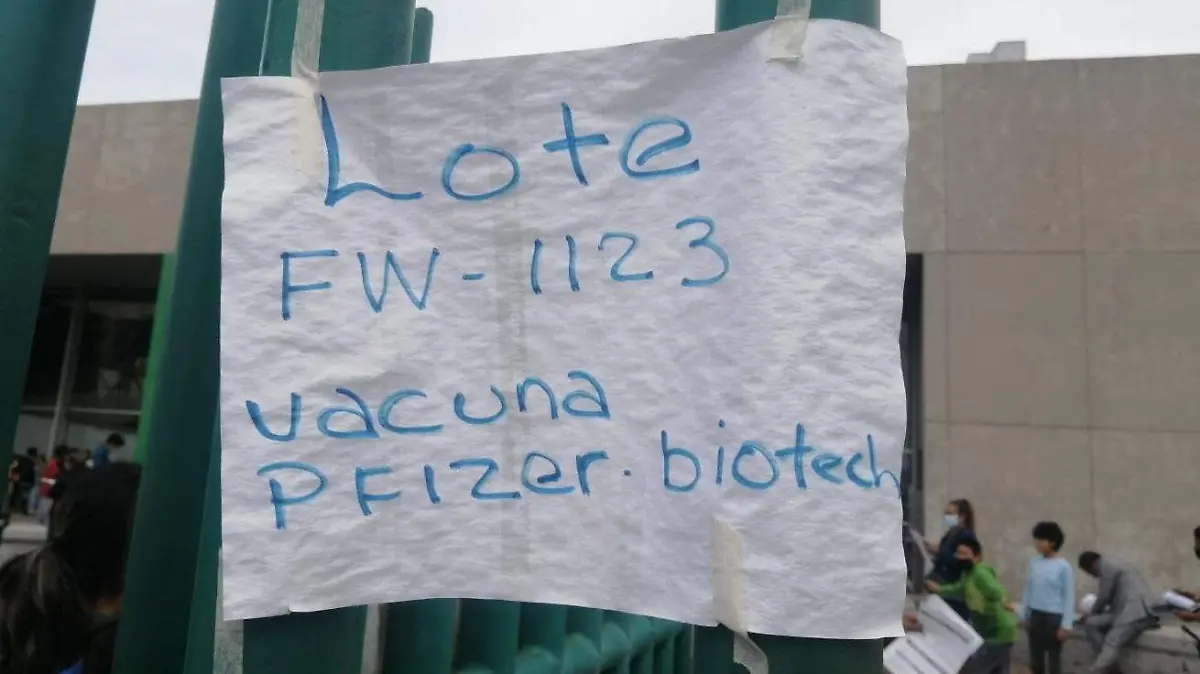 Lote
FW-1123
vacuna
PFIZer.biotech